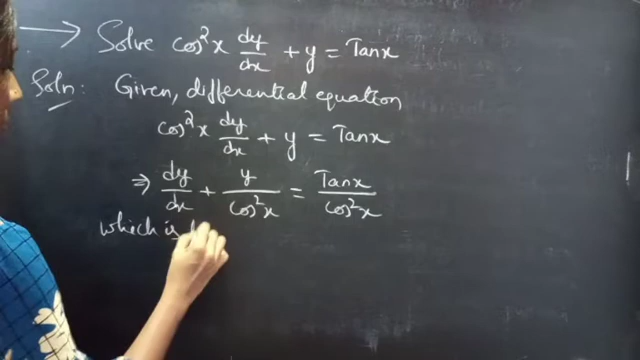 → Solve cos²x dy/dx + y = Tanx
Soln: Given, differential equation
cos²x dy/dx + y = Tanx
⇒ dy/dx + y/cos²x = Tanx/cos²x
which is